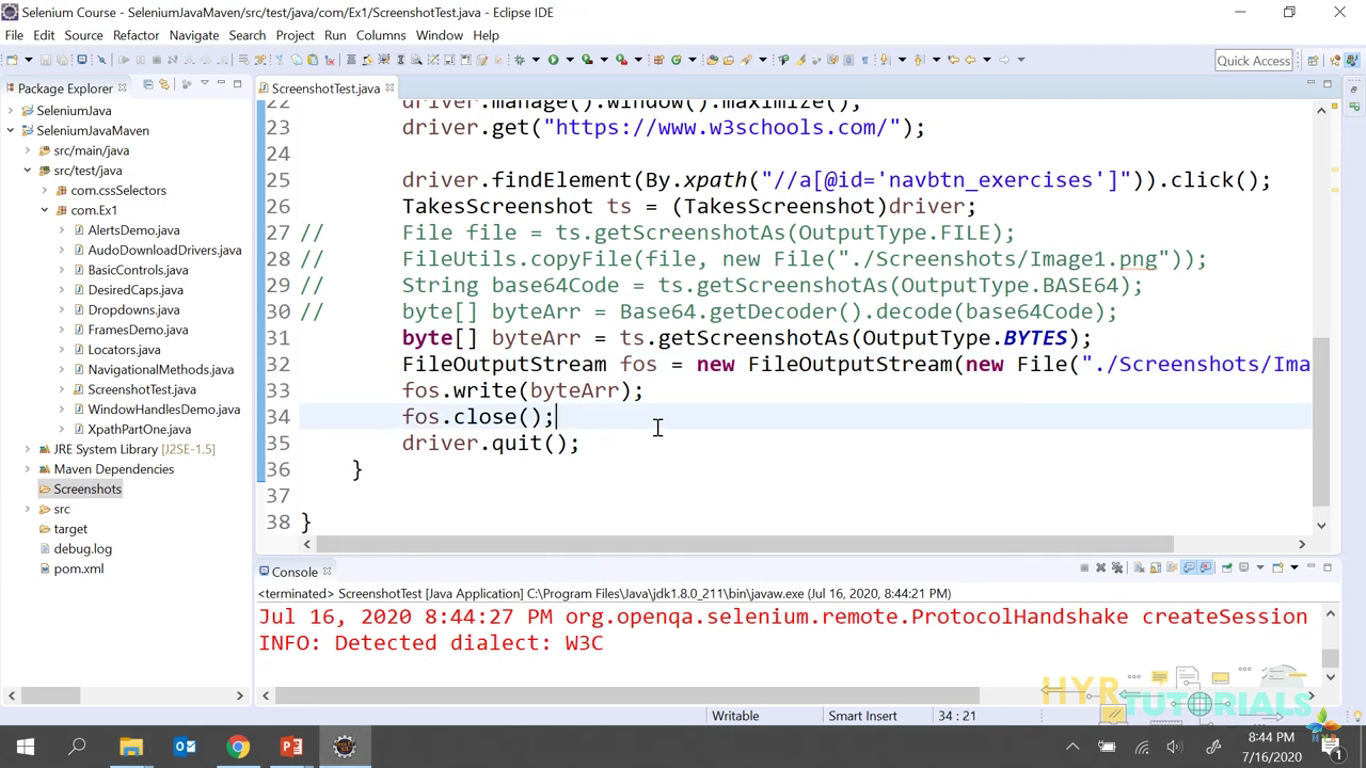 Selenium Course - SeleniumJavaMaven/src/test/java/com/Ex1/ScreenshotTest.java - Eclipse IDE
File Edit Source Refactor Navigate Search Project Run Columns Window Help
Quick Access
Package Explorer
SeleniumJava
SeleniumJavaMaven
src/main/java
src/test/java
com.cssSelectors
com.Ex1
AlertsDemo.java
AudoDownloadDrivers.java
BasicControls.java
DesiredCaps.java
Dropdowns.java
FramesDemo.java
Locators.java
NavigationalMethods.java
ScreenshotTest.java
WindowHandlesDemo.java
XpathPartOne.java
JRE System Library [J2SE-1.5]
Maven Dependencies
Screenshots
src
target
debug.log
pom.xml
ScreenshotTest.java
22 driver.manage().window().maximize();
23 driver.get("https://www.w3schools.com/");
24
25 driver.findElement(By.xpath("//a[@id='navbtn_exercises']")).click();
26 TakesScreenshot ts = (TakesScreenshot)driver;
27 // File file = ts.getScreenshotAs(OutputType.FILE);
28 // FileUtils.copyFile(file, new File("./Screenshots/Image1.png"));
29 // String base64Code = ts.getScreenshotAs(OutputType.BASE64);
30 // byte[] byteArr = Base64.getDecoder().decode(base64Code);
31 byte[] byteArr = ts.getScreenshotAs(OutputType.BYTES);
32 FileOutputStream fos = new FileOutputStream(new File("./Screenshots/Ima
33 fos.write(byteArr);
34 fos.close();
35 driver.quit();
36 }
37
38 }
Console
<terminated> ScreenshotTest [Java Application] C:\Program Files\Java\jdk1.8.0_211\bin\javaw.exe (Jul 16, 2020, 8:44:21 PM)
Jul 16, 2020 8:44:27 PM org.openqa.selenium.remote.ProtocolHandshake createSession
INFO: Detected dialect: W3C
HYR TUTORIALS
Writable Smart Insert 34 : 21
8:44 PM
7/16/2020
1